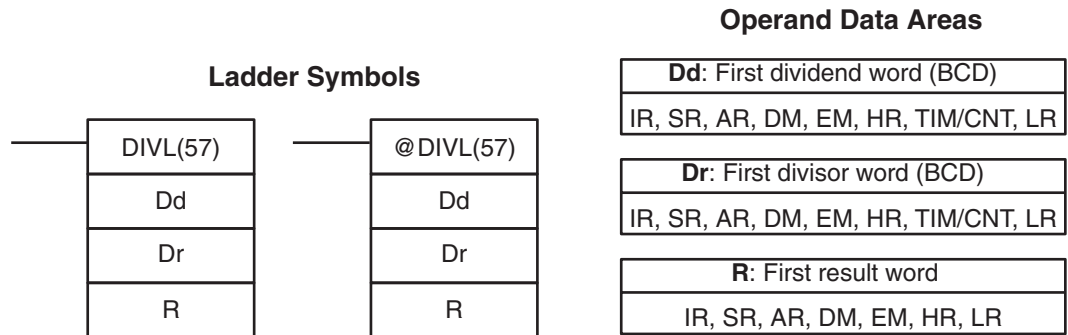 Ladder Symbols
DIVL(57)
Dd
Dr
R
@DIVL(57)
Dd
Dr
R
Operand Data Areas
Dd: First dividend word (BCD)
IR, SR, AR, DM, EM, HR, TIM/CNT, LR
Dr: First divisor word (BCD)
IR, SR, AR, DM, EM, HR, TIM/CNT, LR
R: First result word
IR, SR, AR, DM, EM, HR, LR